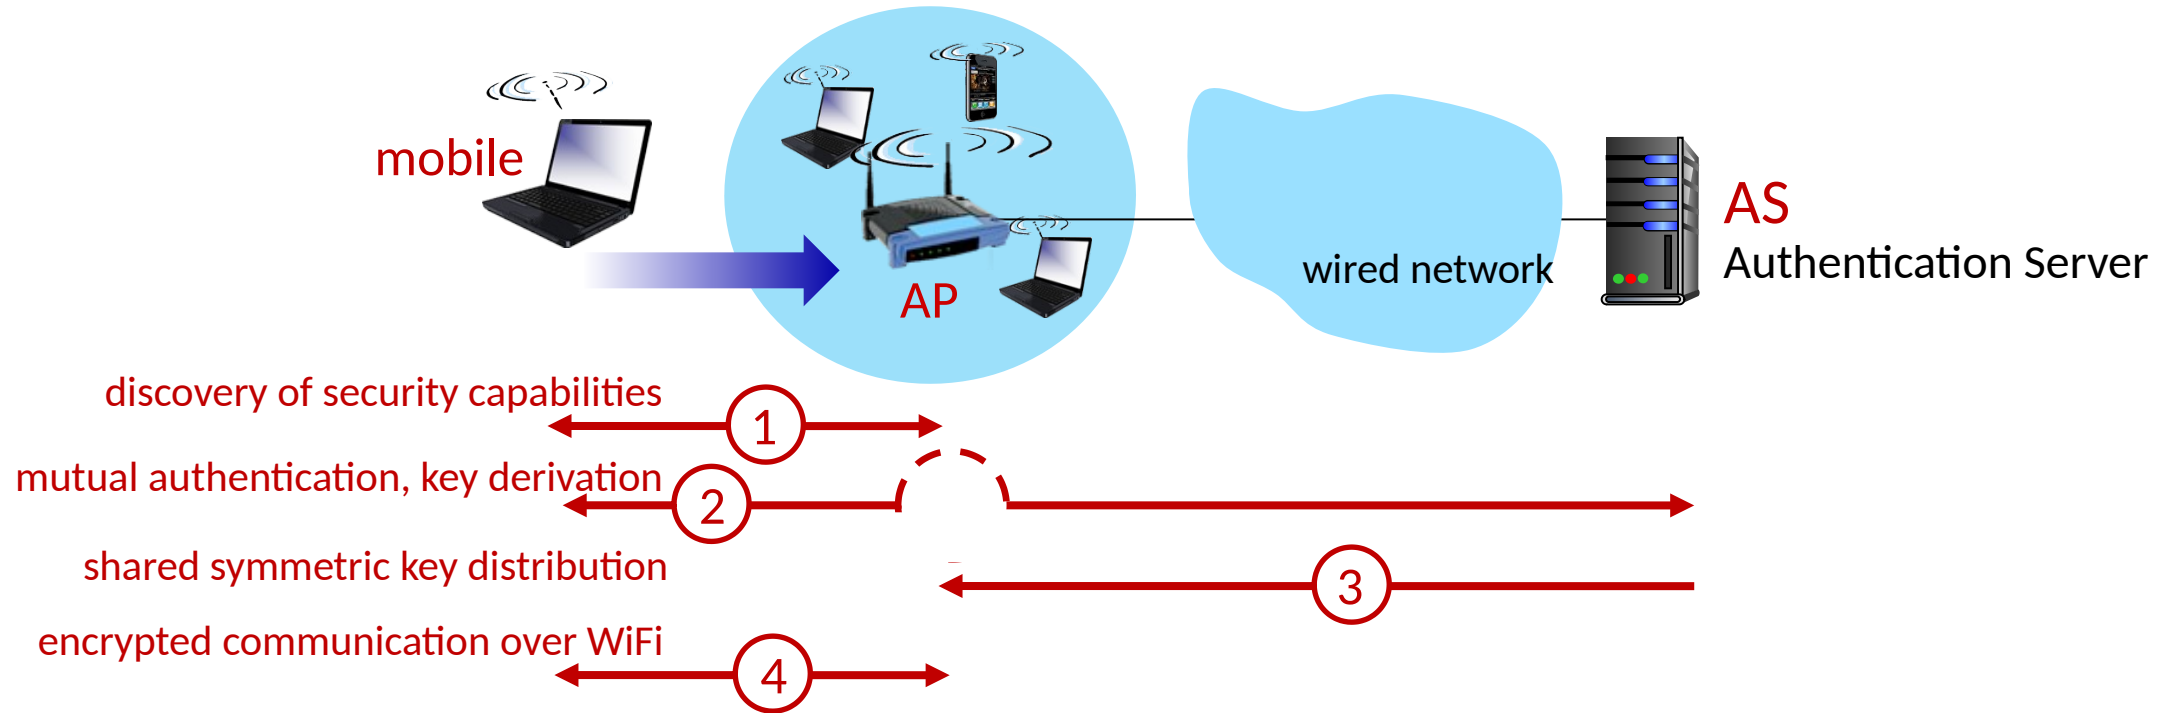 mobile
AP
wired network
AS
Authentication Server
discovery of security capabilities
1
mutual authentication, key derivation
2
shared symmetric key distribution
3
encrypted communication over WiFi
4